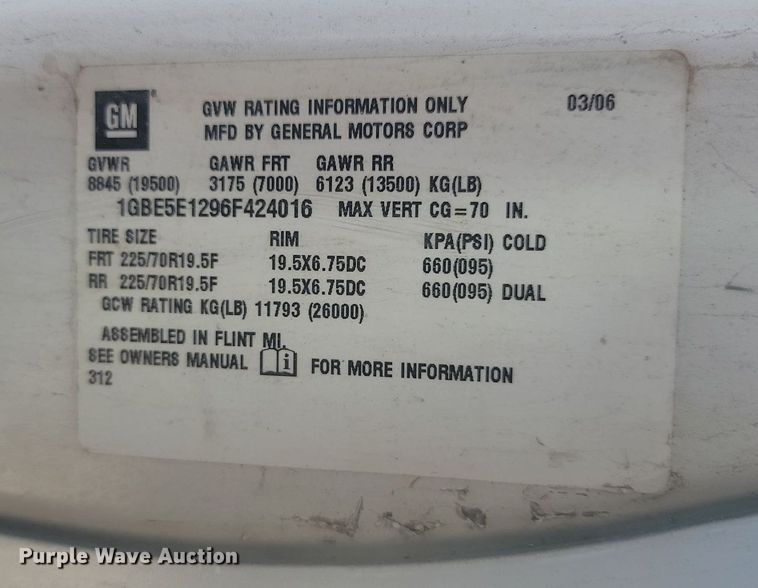 GM® GVW RATING INFORMATION ONLY 03/06
MFD BY GENERAL MOTORS CORP
GVWR GAWR FRT GAWR RR
8845 (19500) 3175 (7000) 6123 (13500) KG(LB)
1GBE5E1296F424016 MAX VERT CG=70 IN.
TIRE SIZE RIM KPA(PSI) COLD
FRT 225/70R19.5F 19.5X6.75DC 660(095)
RR 225/70R19.5F 19.5X6.75DC 660(095) DUAL
GCW RATING KG(LB) 11793 (26000)
ASSEMBLED IN FLINT MI.
SEE OWNERS MANUAL i FOR MORE INFORMATION
312
Purple Wave Auction